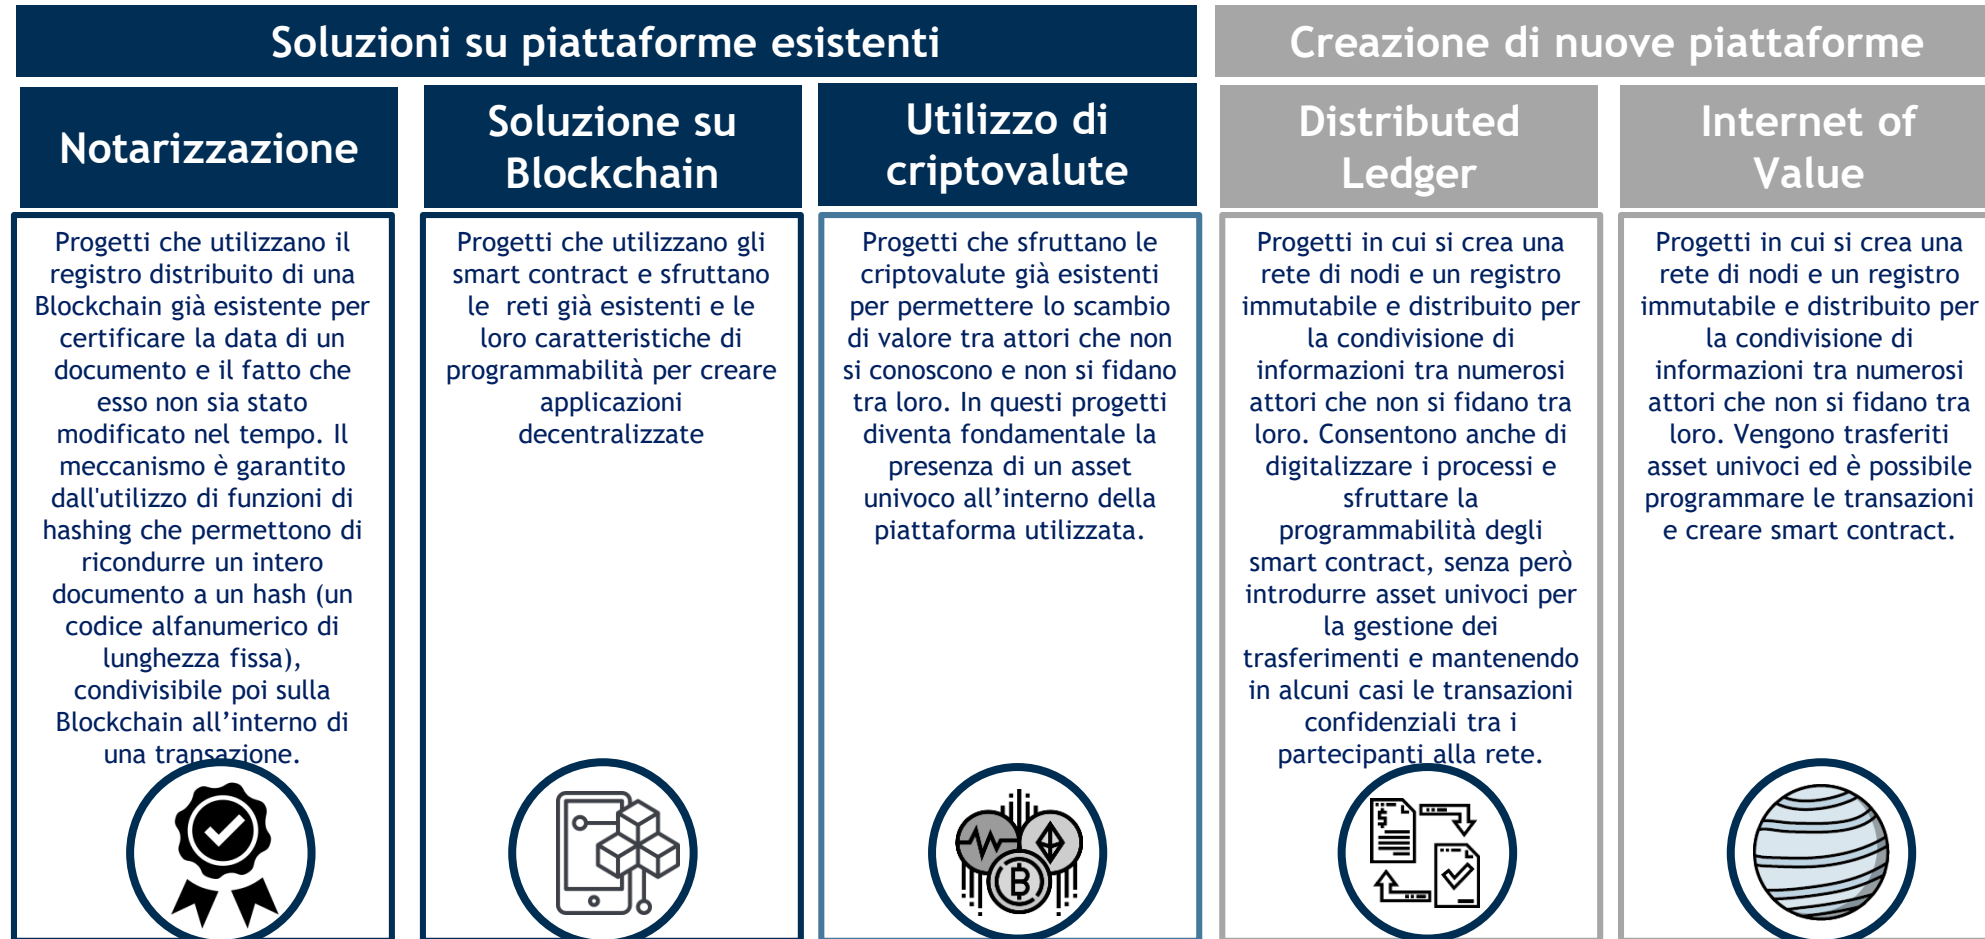 Soluzioni su piattaforme esistenti
Creazione di nuove piattaforme
Notarizzazione
Progetti che utilizzano il
registro distribuito di una
Blockchain già esistente per
certificare la data di un
documento e il fatto che
esso non sia stato
modificato nel tempo. Il
meccanismo è garantito
dall'utilizzo di funzioni di
hashing che permettono di
ricondurre un intero
documento a un hash (un
codice alfanumerico di
lunghezza fissa),
condivisibile poi sulla
Blockchain all’interno di
una transazione.
Soluzione su
Blockchain
Progetti che utilizzano gli
smart contract e sfruttano
le  reti già esistenti e le
loro caratteristiche di
programmabilità per creare
applicazioni
decentralizzate
Utilizzo di
criptovalute
Progetti che sfruttano le
criptovalute già esistenti
per permettere lo scambio
di valore tra attori che non
si conoscono e non si fidano
tra loro. In questi progetti
diventa fondamentale la
presenza di un asset
univoco all’interno della
piattaforma utilizzata.
Distributed
Ledger
Progetti in cui si crea una
rete di nodi e un registro
immutabile e distribuito per
la condivisione di
informazioni tra numerosi
attori che non si fidano tra
loro. Consentono anche di
digitalizzare i processi e
sfruttare la
programmabilità degli
smart contract, senza però
introdurre asset univoci per
la gestione dei
trasferimenti e mantenendo
in alcuni casi le transazioni
confidenziali tra i
partecipanti alla rete.
Internet of
Value
Progetti in cui si crea una
rete di nodi e un registro
immutabile e distribuito per
la condivisione di
informazioni tra numerosi
attori che non si fidano tra
loro. Vengono trasferiti
asset univoci ed è possibile
programmare le transazioni
e creare smart contract.